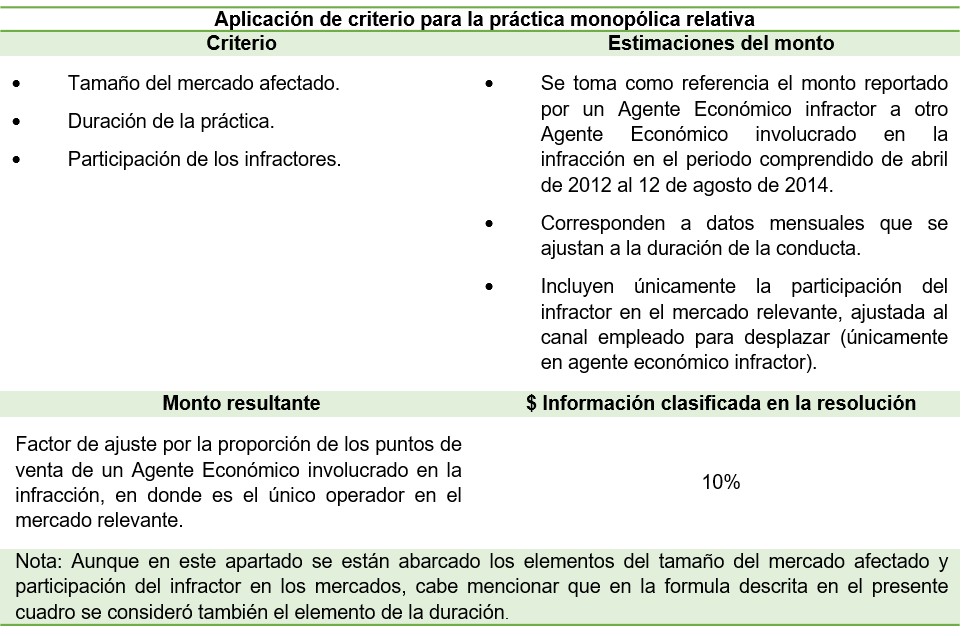 Aplicación de criterio para la práctica monopólica relativa
Criterio
Estimaciones del monto
• Tamaño del mercado afectado.
• Duración de la práctica.
• Participación de los infractores.
• Se toma como referencia el monto reportado
por un Agente Económico infractor a otro
Agente Económico involucrado en la
infracción en el periodo comprendido de abril
de 2012 al 12 de agosto de 2014.
• Corresponden a datos mensuales que se
ajustan a la duración de la conducta.
• Incluyen únicamente la participación del
infractor en el mercado relevante, ajustada al
canal empleado para desplazar (únicamente
en agente económico infractor).
Monto resultante
$ Información clasificada en la resolución
Factor de ajuste por la proporción de los puntos de
venta de un Agente Económico involucrado en la
infracción, en donde es el único operador en el
mercado relevante.
10%
Nota: Aunque en este apartado se están abarcado los elementos del tamaño del mercado afectado y
participación del infractor en los mercados, cabe mencionar que en la formula descrita en el presente
cuadro se consideró también el elemento de la duración.